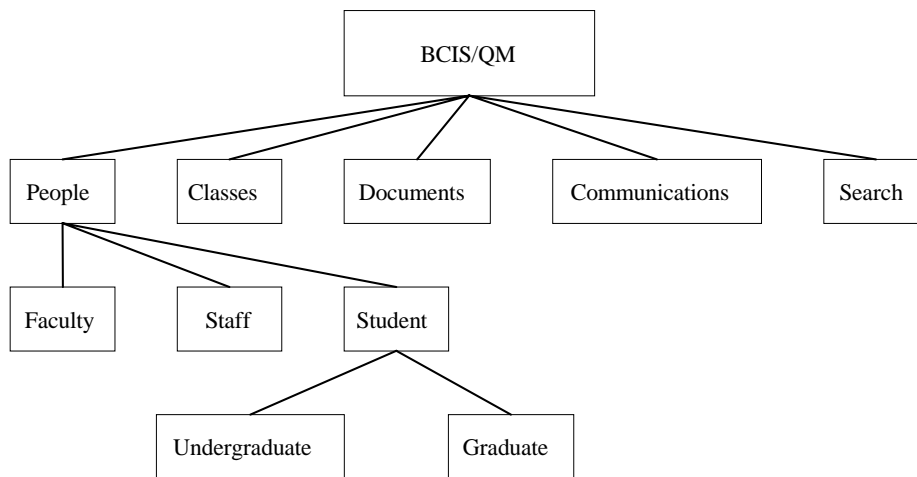 BCIS/QM
People
Classes
Documents
Communications
Search
Faculty
Staff
Student
Undergraduate
Graduate